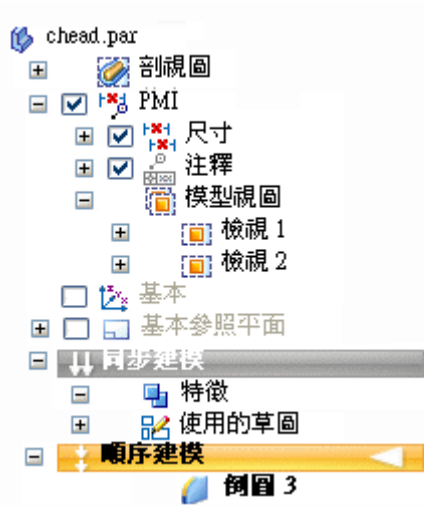 chead.par
剖視圖
PMI
尺寸
注釋
模型視圖
檢視 1
檢視 2
基本
基本參照平面
同步建模
特徵
使用的草圖
順序建模
倒圓 3